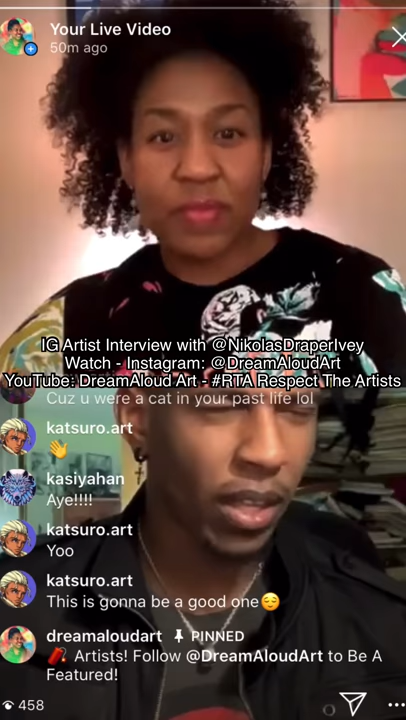 Your Live Video
50m ago
IG Artist Interview with @NikolasDraperIvey
Watch - Instagram: @DreamAloudArt
YouTube: DreamAloud Art - #RTA Respect The Artists
Cuz u were a cat in your past life lol
katsuro.art
👋
kasiyahan
Aye!!!!
katsuro.art
Yoo
katsuro.art
This is gonna be a good one😌
dreamaloudart PINNED
🧧 Artists! Follow @DreamAloudArt to Be A
Featured!
458